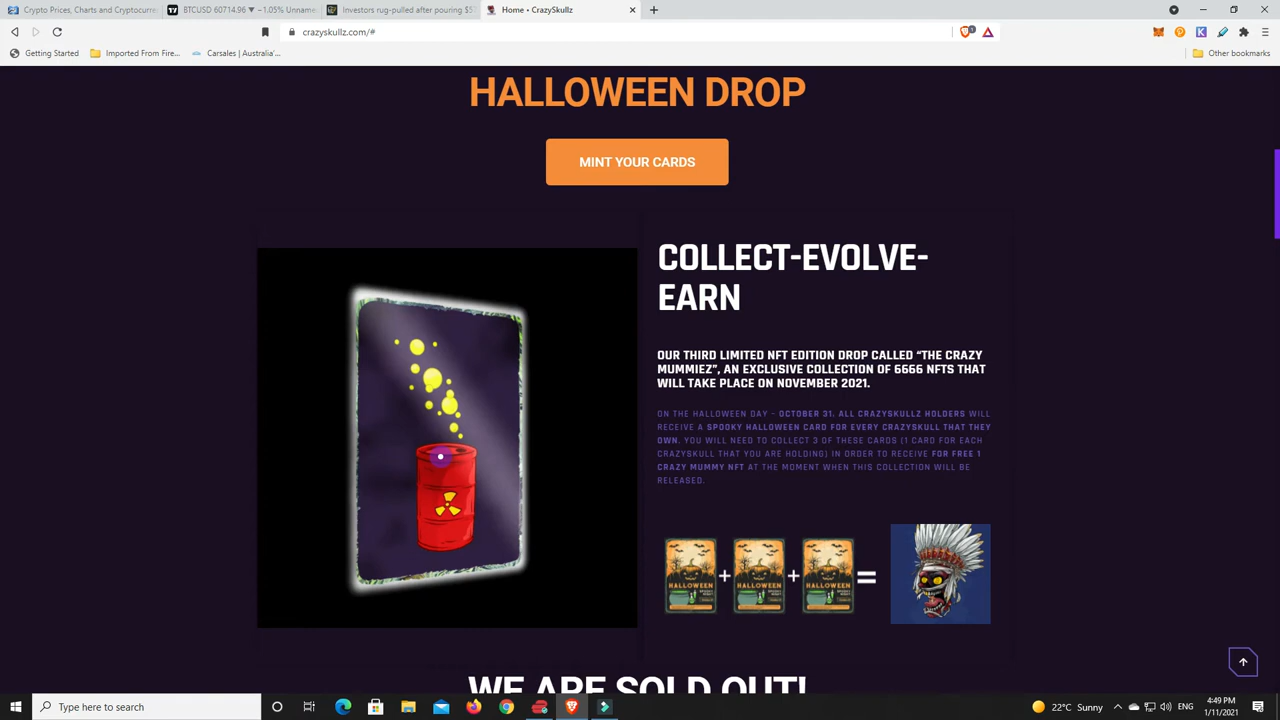 Crypto Prices, Charts and Cryptocurr
BTCUSD 60714.96 ▼ −1.05% Unname
Investors rug-pulled after pouring $5
Home • CrazySkullz
crazyskullz.com/#
Getting Started
Imported From Fire...
Carsales | Australia'...
Other bookmarks
HALLOWEEN DROP
MINT YOUR CARDS
COLLECT-EVOLVE-
EARN
OUR THIRD LIMITED NFT EDITION DROP CALLED “THE CRAZY
MUMMIEZ”, AN EXCLUSIVE COLLECTION OF 6666 NFTS THAT
WILL TAKE PLACE ON NOVEMBER 2021.
ON THE HALLOWEEN DAY – OCTOBER 31. ALL CRAZYSKULLZ HOLDERS WILL
RECEIVE A SPOOKY HALLOWEEN CARD FOR EVERY CRAZYSKULL THAT THEY
OWN. YOU WILL NEED TO COLLECT 3 OF THESE CARDS (1 CARD FOR EACH
CRAZYSKULL THAT YOU ARE HOLDING) IN ORDER TO RECEIVE FOR FREE 1
CRAZY MUMMY NFT AT THE MOMENT WHEN THIS COLLECTION WILL BE
RELEASED.
HALLOWEEN + HALLOWEEN + HALLOWEEN =
WE ARE SOLD OUT!
Type here to search
22°C Sunny
ENG
4:49 PM
1/11/2021